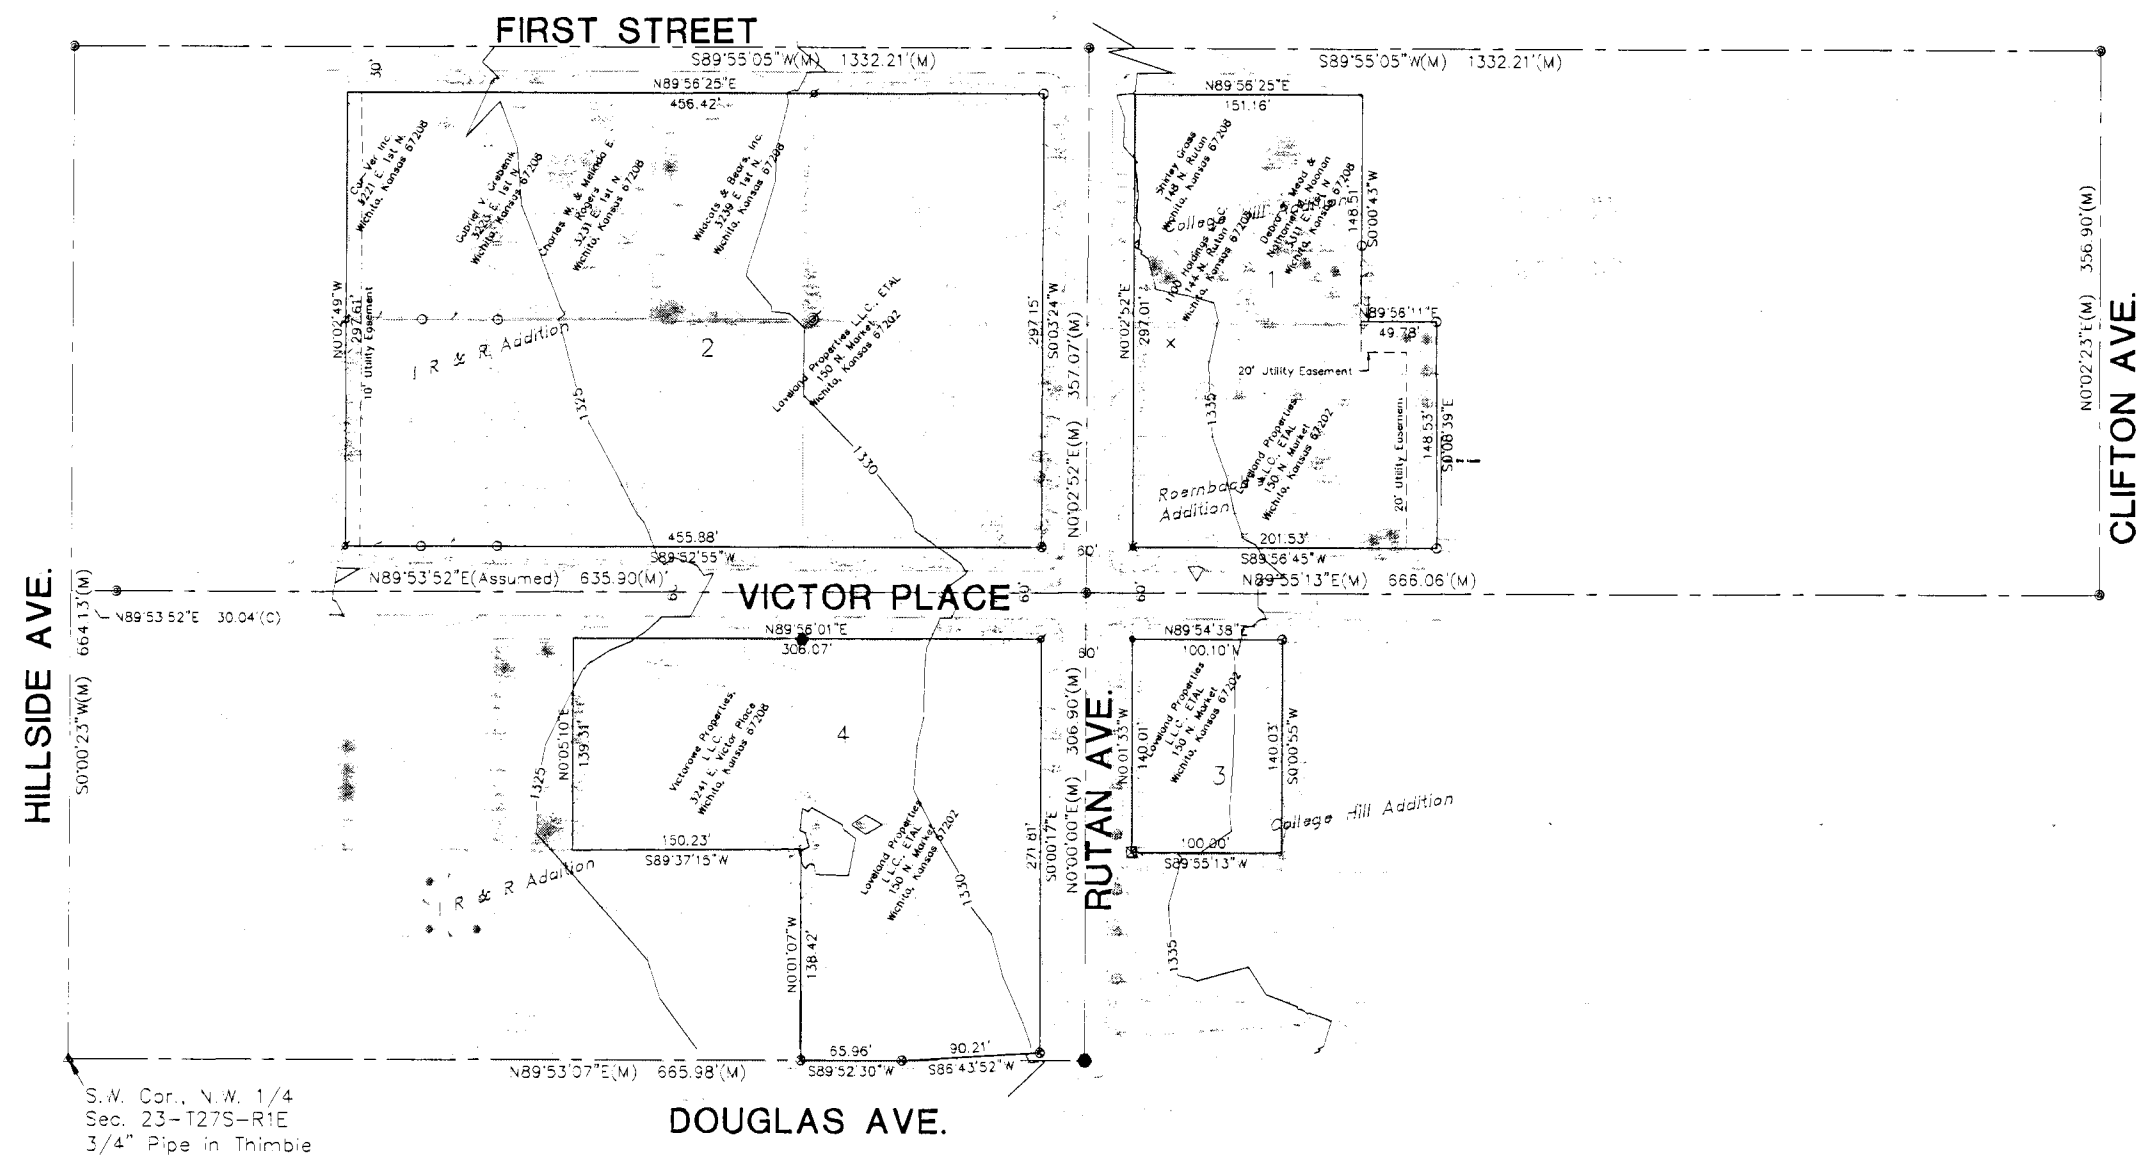 FIRST STREET
S89°55'05"W(M) 1332.21'(M)
S89°55'05"W(M) 1332.21'(M)
30'
N89°56'25"E
456.42'
N89°56'25"E
151.16'
Car-Ver Inc.
3221 E. 1st N.
Wichita, Kansas 67208
Gabriel V. Grebenik
3223 E. 1st N.
Wichita, Kansas 67208
Charles W. & Melinda E.
Rogers
3231 E. 1st N.
Wichita, Kansas 67208
Wildcats & Bears, Inc.
3239 E 1st N.
Wichita, Kansas 67208
Loveland Properties L.L.C., ETAL
150 N. Market
Wichita, Kansas 67202
Shirley Gross
148 N. Rutan
Wichita, Kansas 67208
Holdings
144 N. Rutan
Wichita, Kansas 67208
Mead &
Noonan
Wichita, Kansas 67208
College Hill
148.51'
S0°00'43"W
1
N0°02'49"W
297.61'
10' Utility Easement
I R & R Addition
2
1325
1330
297.15'
S0°03'24"W
N0°02'52"E(M) 357.07'(M)
N0°02'52"E
297.01'
1335
N89°56'11"E
49.78'
20' Utility Easement
20' Utility Easement
148.53'
S0°08'39"E
Loveland Properties
L.L.C., ETAL
150 N. Market
Wichita, Kansas 67202
Roembach
Addition
N0°02'23"E(M) 356.90'(M)
CLIFTON AVE.
455.88'
S89°52'55"W
60'
201.53'
S89°56'45"W
N89°53'52"E(Assumed) 635.90(M)'
N89°55'13"E(M) 666.06'(M)
VICTOR PLACE
60'
60'
60'
N89°53'52"E 30.04'(C)
HILLSIDE AVE.
S0°00'23"W(M) 664.13'(M)
N89°56'01"E
306.07'
60'
N89°54'38"E
100.10'
N0°05'10"E
139.31'
1325
Victorowe Properties,
L.L.C.
3241 E. Victor Place
Wichita, Kansas 67208
4
Loveland Properties
L.L.C., ETAL
150 N. Market
Wichita, Kansas 67202
150.23'
S89°37'15"W
I R & R Addition
1330
271.81'
S0°00'17"E
N0°00'00"E(M) 306.90'(M)
RUTAN AVE.
N0°01'33"W
140.01'
Loveland Properties
L.L.C., ETAL
150 N. Market
Wichita, Kansas 67202
3
140.03'
S0°00'55"W
College Hill Addition
100.00'
S89°55'13"W
1335
N0°01'07"W
138.42'
65.96'
S89°52'30"W
90.21'
S86°43'52"W
N89°53'07"E(M) 665.98'(M)
DOUGLAS AVE.
S.W. Cor., N.W. 1/4
Sec. 23-T27S-R1E
3/4" Pipe in Thimble